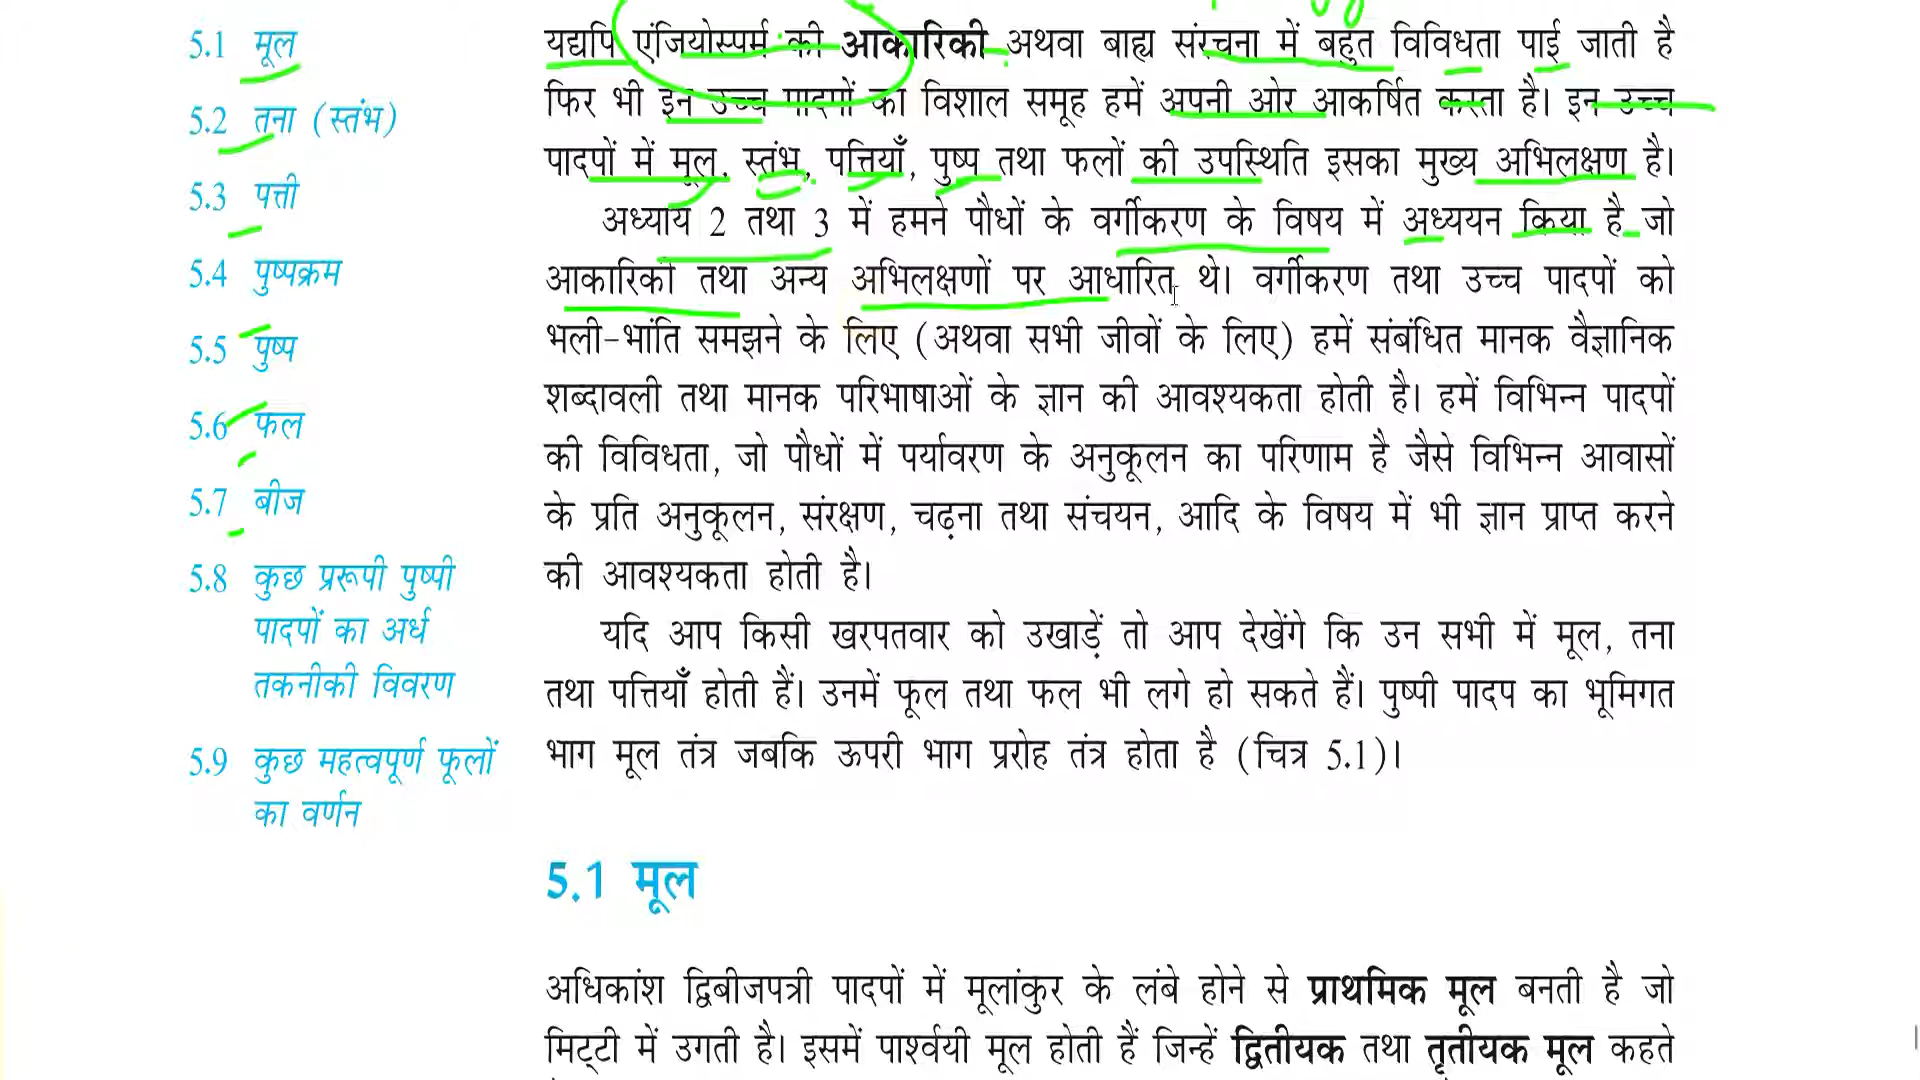 5.1 मूल
5.2 तना (स्तंभ)
5.3 पत्ती
5.4 पुष्पक्रम
5.5 पुष्प
5.6 फल
5.7 बीज
5.8 कुछ प्ररूपी पुष्पी
पादपों का अर्ध
तकनीकी विवरण
5.9 कुछ महत्वपूर्ण फूलों
का वर्णन
यद्यपि एंजियोस्पर्म की आकारिकी अथवा बाह्य संरचना में बहुत विविधता पाई जाती है
फिर भी इन उच्च पादपों का विशाल समूह हमें अपनी ओर आकर्षित करता है। इन उच्च
पादपों में मूल, स्तंभ, पत्तियाँ, पुष्प तथा फलों की उपस्थिति इसका मुख्य अभिलक्षण है।
अध्याय 2 तथा 3 में हमने पौधों के वर्गीकरण के विषय में अध्ययन किया है जो
आकारिकी तथा अन्य अभिलक्षणों पर आधारित थे। वर्गीकरण तथा उच्च पादपों को
भली-भांति समझने के लिए (अथवा सभी जीवों के लिए) हमें संबंधित मानक वैज्ञानिक
शब्दावली तथा मानक परिभाषाओं के ज्ञान की आवश्यकता होती है। हमें विभिन्न पादपों
की विविधता, जो पौधों में पर्यावरण के अनुकूलन का परिणाम है जैसे विभिन्न आवासों
के प्रति अनुकूलन, संरक्षण, चढ़ना तथा संचयन, आदि के विषय में भी ज्ञान प्राप्त करने
की आवश्यकता होती है।
यदि आप किसी खरपतवार को उखाड़ें तो आप देखेंगे कि उन सभी में मूल, तना
तथा पत्तियाँ होती हैं। उनमें फूल तथा फल भी लगे हो सकते हैं। पुष्पी पादप का भूमिगत
भाग मूल तंत्र जबकि ऊपरी भाग प्ररोह तंत्र होता है (चित्र 5.1)।
5.1 मूल
अधिकांश द्विबीजपत्री पादपों में मूलांकुर के लंबे होने से प्राथमिक मूल बनती है जो
मिट्टी में उगती है। इसमें पार्श्वयी मूल होती हैं जिन्हें द्वितीयक तथा तृतीयक मूल कहते